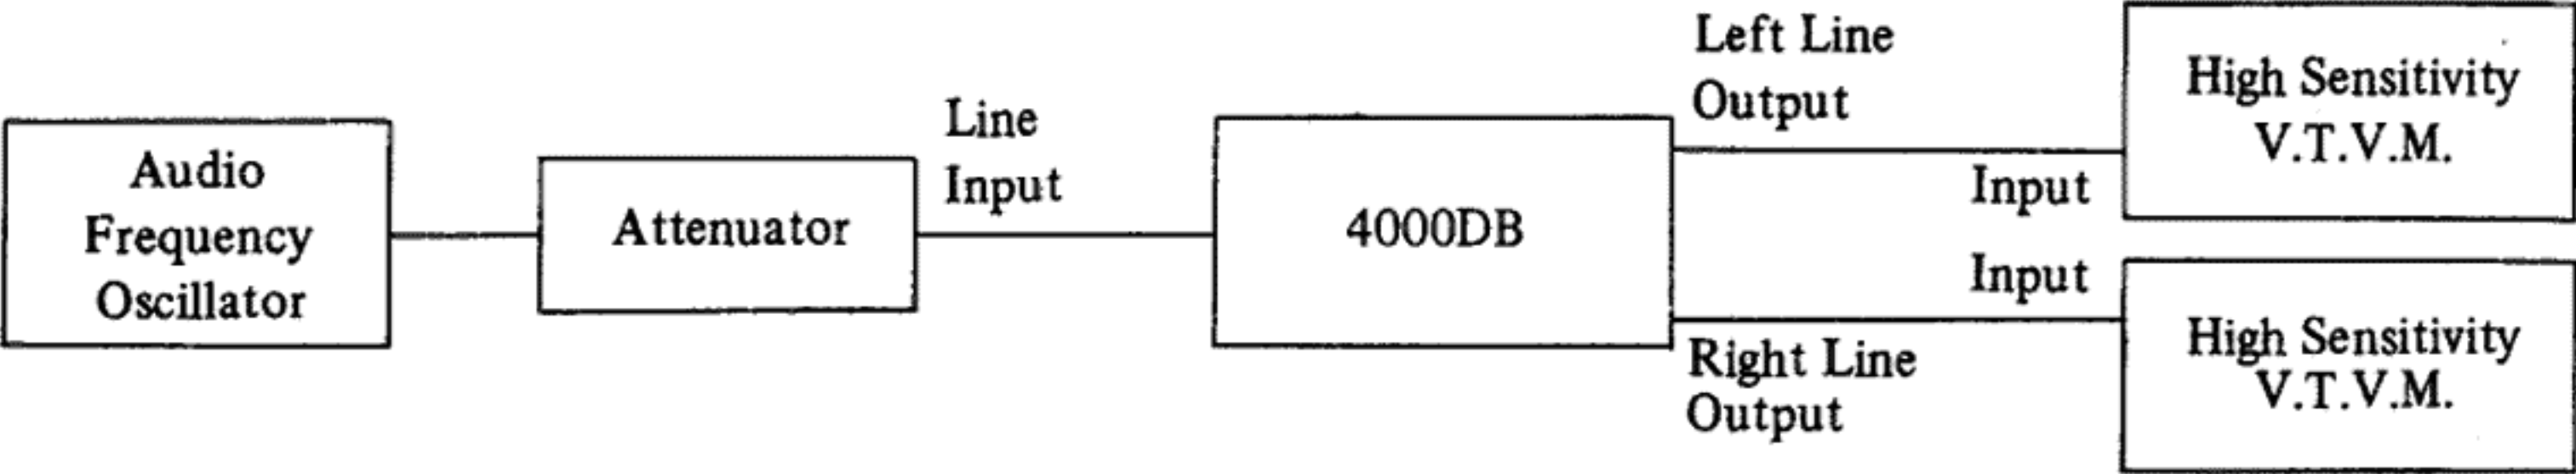 Audio
Frequency
Oscillator
Attenuator
Line
Input
4000DB
Left Line
Output
Input
High Sensitivity
V.T.V.M.
Right Line
Output
Input
High Sensitivity
V.T.V.M.